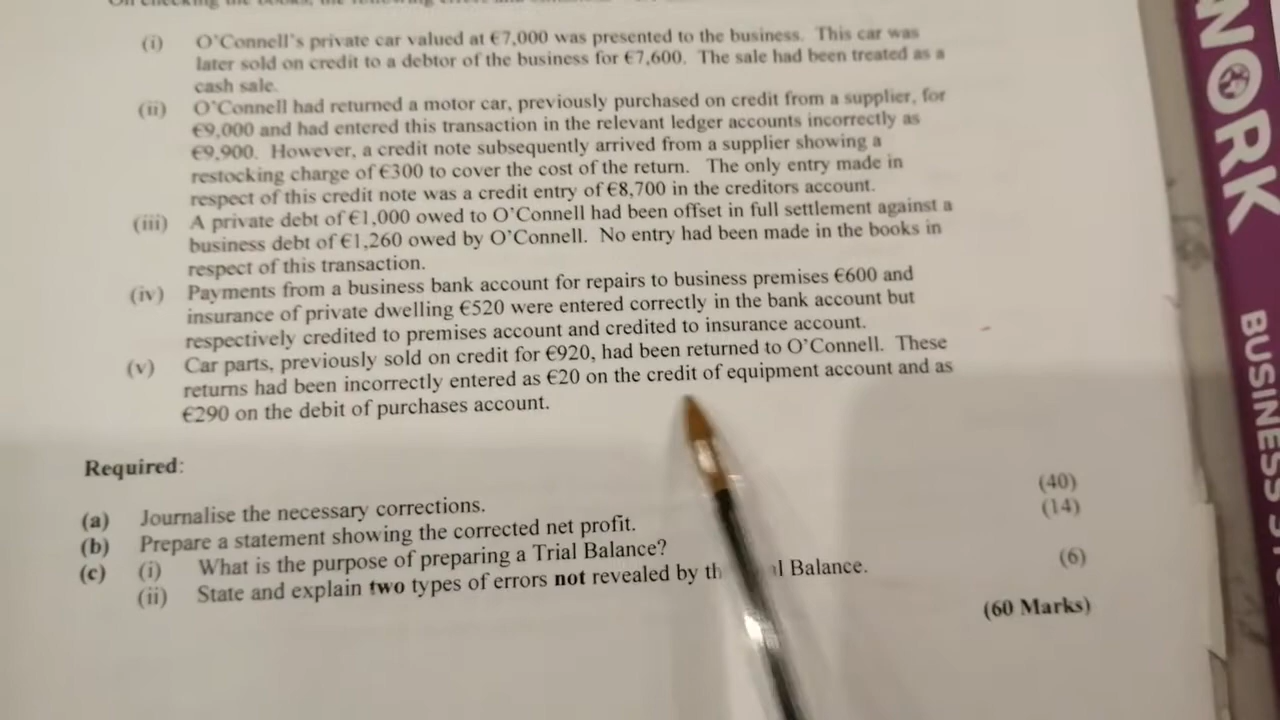 (i) O'Connell's private car valued at €7,000 was presented to the business. This car was
later sold on credit to a debtor of the business for €7,600. The sale had been treated as a
cash sale.
(ii) O'Connell had returned a motor car, previously purchased on credit from a supplier, for
€9,000 and had entered this transaction in the relevant ledger accounts incorrectly as
€9,900. However, a credit note subsequently arrived from a supplier showing a
restocking charge of €300 to cover the cost of the return. The only entry made in
respect of this credit note was a credit entry of €8,700 in the creditors account.
(iii) A private debt of €1,000 owed to O'Connell had been offset in full settlement against a
business debt of €1,260 owed by O'Connell. No entry had been made in the books in
respect of this transaction.
(iv) Payments from a business bank account for repairs to business premises €600 and
insurance of private dwelling €520 were entered correctly in the bank account but
respectively credited to premises account and credited to insurance account.
(v) Car parts, previously sold on credit for €920, had been returned to O'Connell. These
returns had been incorrectly entered as €20 on the credit of equipment account and as
€290 on the debit of purchases account.
Required:
(a) Journalise the necessary corrections. (40)
(b) Prepare a statement showing the corrected net profit. (14)
(c) (i) What is the purpose of preparing a Trial Balance?
(ii) State and explain two types of errors not revealed by Balance. (6)
(60 Marks)
WORK
BUSINESS